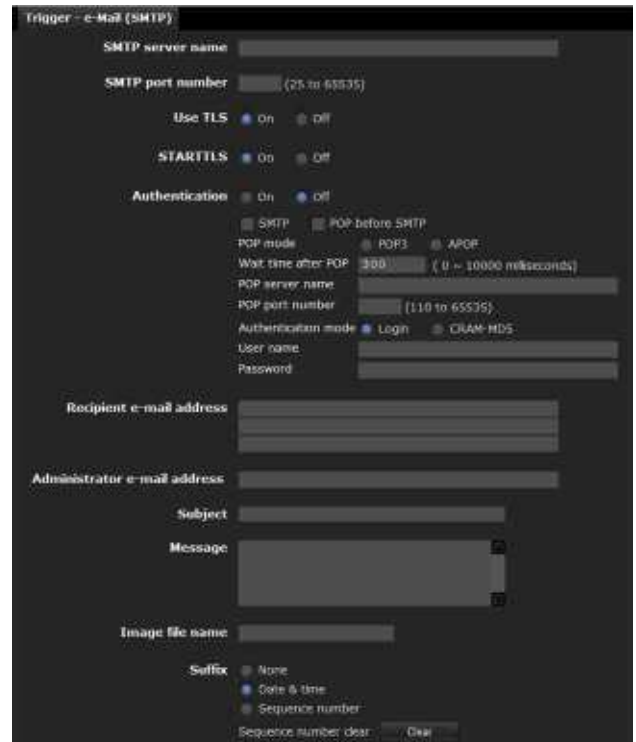 Trigger - e-Mail (SMTP)
SMTP server name
SMTP port number (25 to 65535)
Use TLS On Off
STARTTLS On Off
Authentication On Off
SMTP POP before SMTP
POP mode POP3 APOP
Wait time after POP 300 ( 0 ~ 10000 milliseconds)
POP server name
POP port number (110 to 65535)
Authentication mode Login CRAM-MD5
User name
Password
Recipient e-mail address
Administrator e-mail address
Subject
Message
Image file name
Suffix None
Date & time
Sequence number
Sequence number clear Clear